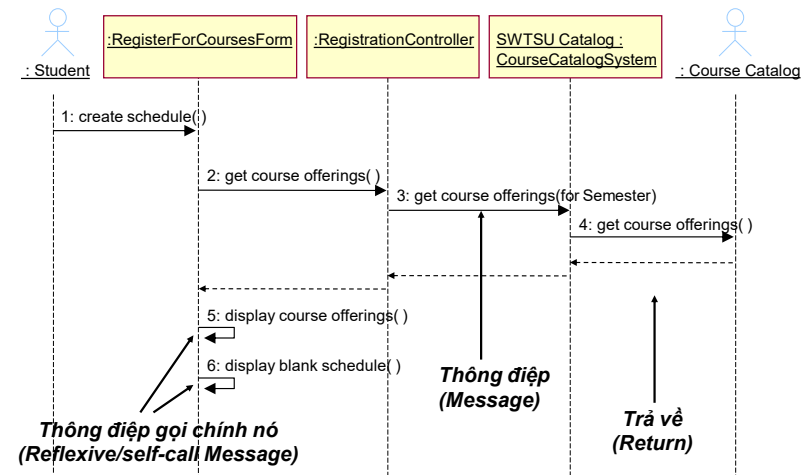 :RegisterForCoursesForm
:RegistrationController
SWTSU Catalog :
CourseCatalogSystem
: Student
: Course Catalog
1: create schedule( )
2: get course offerings( )
3: get course offerings(for Semester)
4: get course offerings( )
5: display course offerings( )
6: display blank schedule( )
Thông điệp
(Message)
Trả về
(Return)
Thông điệp gọi chính nó
(Reflexive/self-call Message)